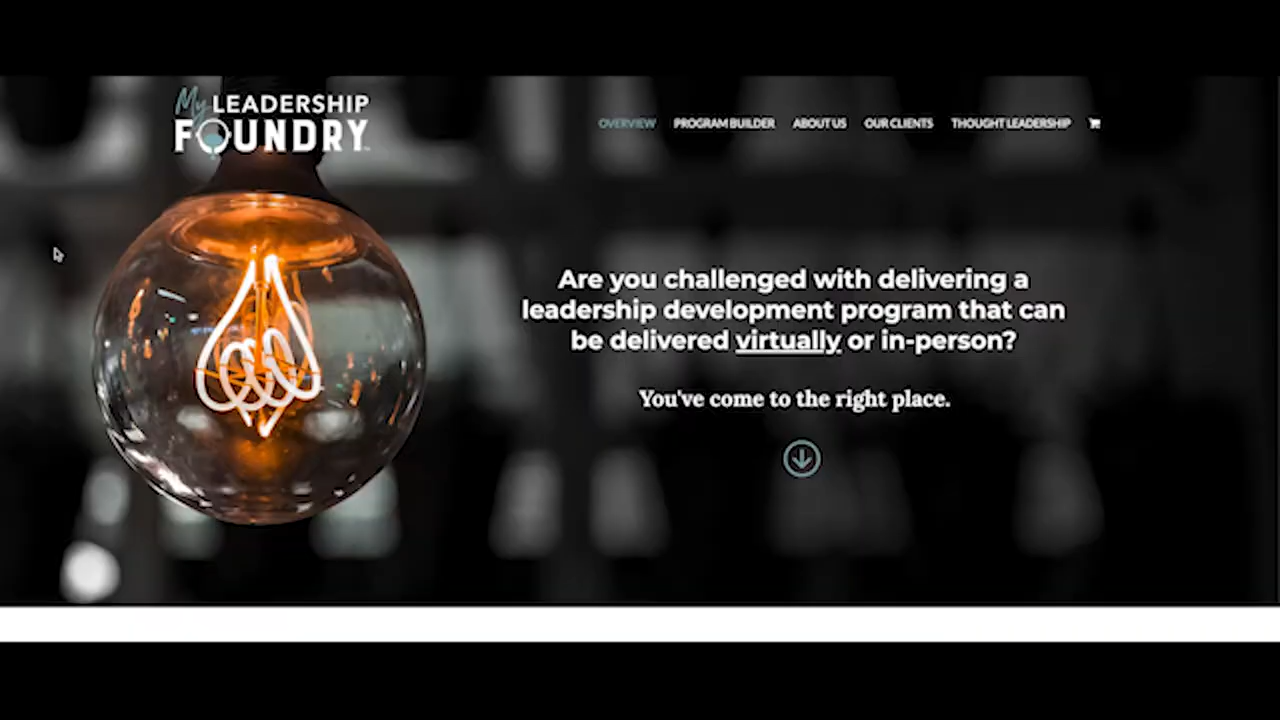 My LEADERSHIP
FOUNDRY
OVERVIEW PROGRAM BUILDER ABOUT US OUR CLIENTS THOUGHT LEADERSHIP
Are you challenged with delivering a
leadership development program that can
be delivered virtually or in-person?
You've come to the right place.